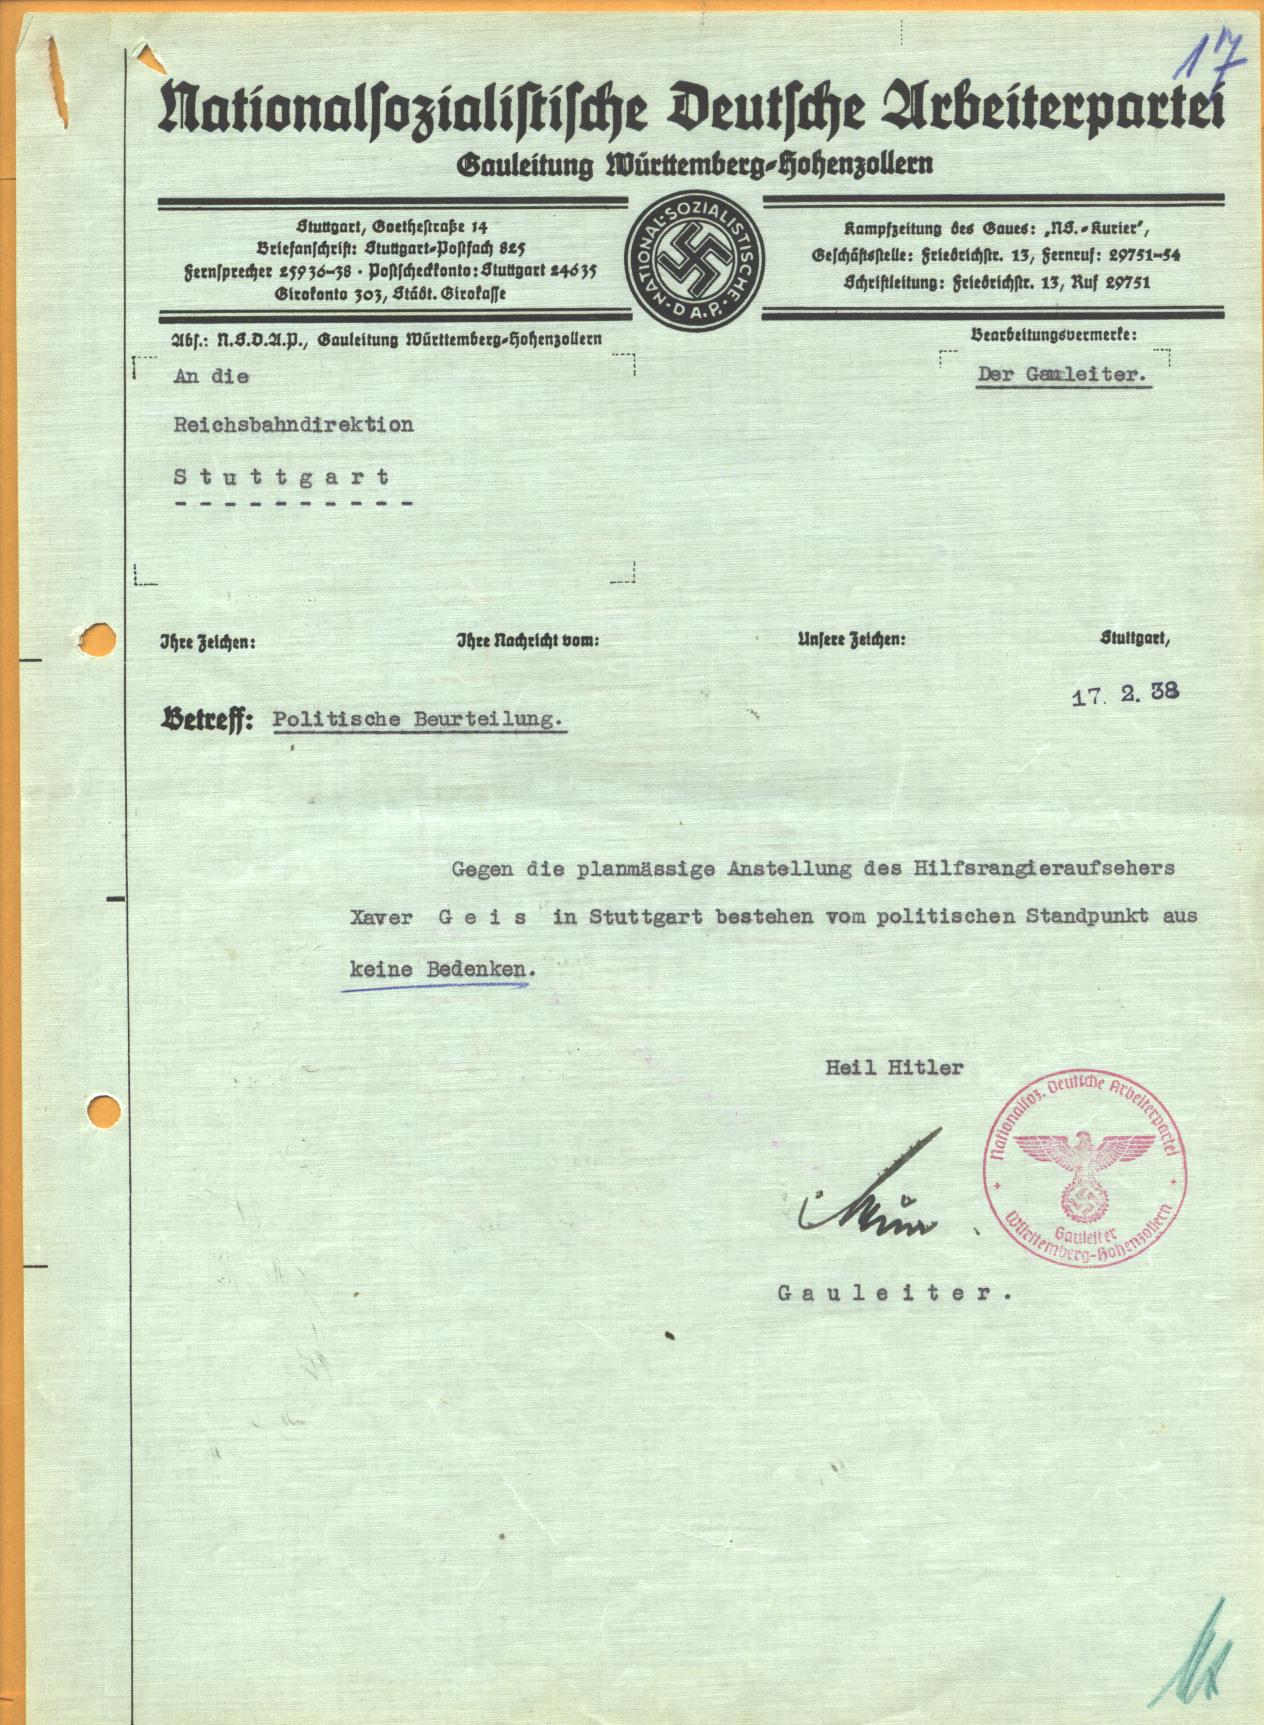 17
Nationalsozialistische Deutsche Arbeiterpartei
Gauleitung Württemberg-Hohenzollern
Stuttgart, Goethestraße 14
Briefanschrift: Stuttgart-Postfach 825
Fernsprecher 25936–38 · Postscheckkonto: Stuttgart 24635
Girokonto 303, Städt. Girokasse
NATIONAL-SOZIALISTISCHE D.A.P.
Kampfzeitung des Gaues: „NS.-Kurier",
Geschäftsstelle: Friedrichstr. 13, Fernruf: 29751–54
Schriftleitung: Friedrichstr. 13, Ruf 29751
Abs.: N.S.D.A.P., Gauleitung Württemberg-Hohenzollern
Bearbeitungsvermerke:
An die
Der Gauleiter.
Reichsbahndirektion
Stuttgart
Ihre Zeichen: Ihre Nachricht vom: Unsere Zeichen: Stuttgart,
17. 2. 38
Betreff: Politische Beurteilung.
Gegen die planmässige Anstellung des Hilfsrangieraufsehers
Xaver Geis in Stuttgart bestehen vom politischen Standpunkt aus
keine Bedenken.
Heil Hitler
Nationalsoz. Deutsche Arbeiterpartei
Gauleiter
Württemberg-Hohenzollern
Gauleiter.